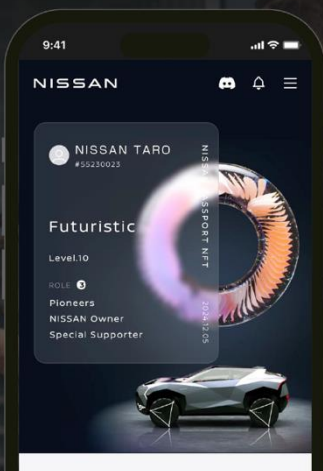 9:41
NISSAN
NISSAN TARO
#55230023
NISSAN PASSPORT NFT
2024.12.05
Futuristic
Level.10
ROLE 3
Pioneers
NISSAN Owner
Special Supporter